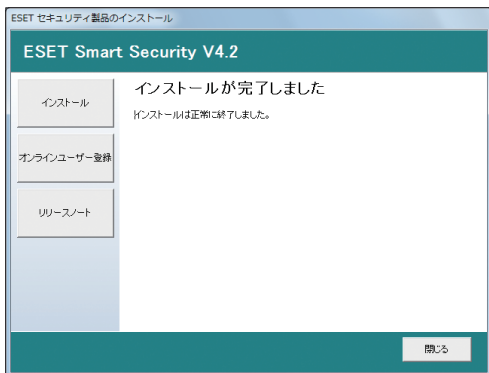 ESET セキュリティ製品のインストール
ESET Smart Security V4.2
インストール
オンラインユーザー登録
リリースノート
インストールが完了しました
インストールは正常に終了しました。
閉じる